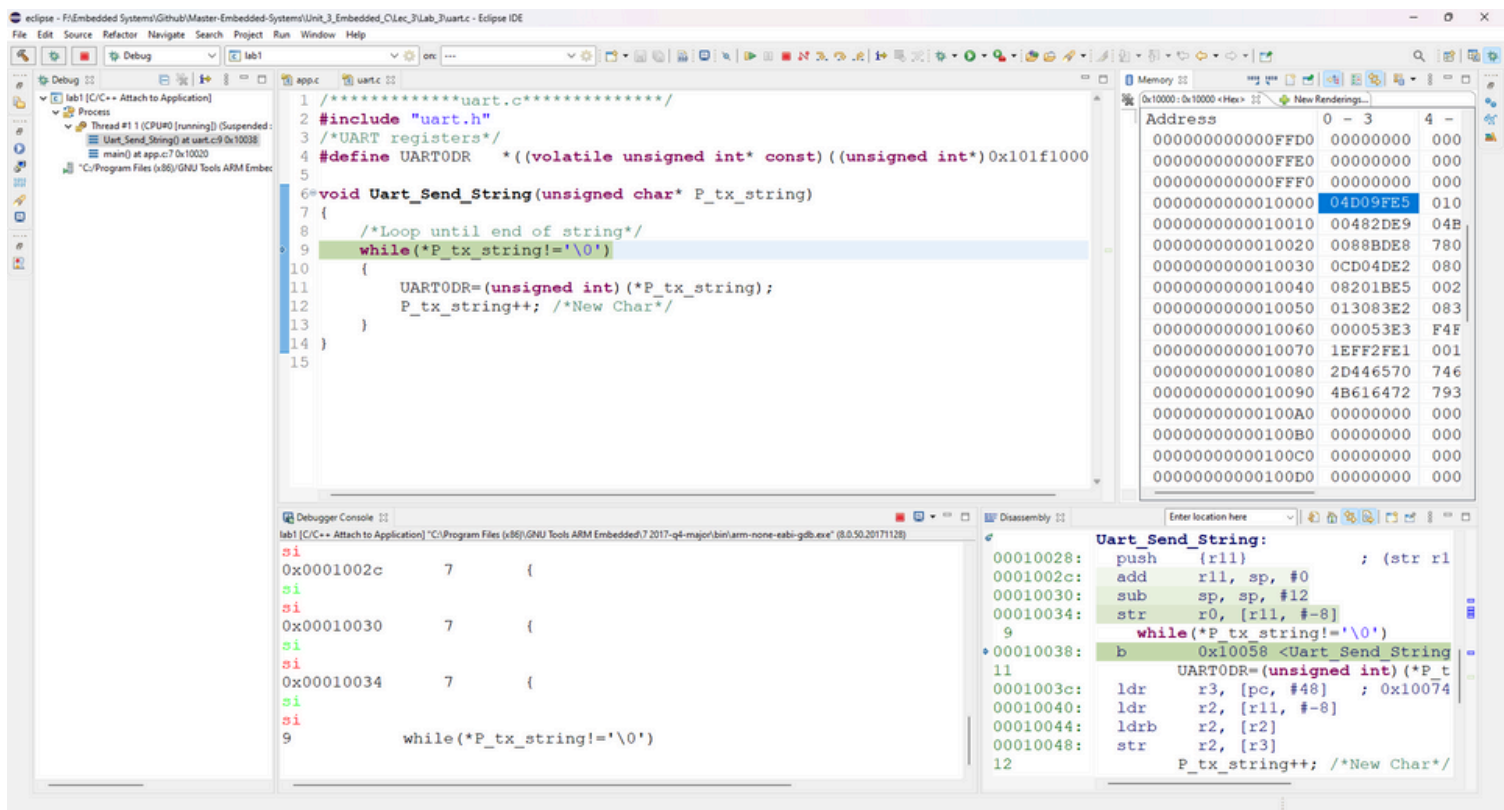 eclipse - F:\Embedded Systems\Github\Master-Embedded-Systems\Unit_3_Embedded_C\Lec_3\Lab_3\uart.c - Eclipse IDE
File Edit Source Refactor Navigate Search Project Run Window Help
Debug lab1 on: ---
Debug
lab1 [C/C++ Attach to Application]
Process
Thread #1 1 (CPU#0 [running]) (Suspended :
Uart_Send_String() at uart.c:9 0x10038
main() at app.c:7 0x10020
"C:/Program Files (x86)/GNU Tools ARM Embec
app.c uart.c
1 /*************uart.c**************/
2 #include "uart.h"
3 /*UART registers*/
4 #define UART0DR *((volatile unsigned int* const)((unsigned int*)0x101f1000
5
6 void Uart_Send_String(unsigned char* P_tx_string)
7 {
8 /*Loop until end of string*/
9 while(*P_tx_string!='\0')
10 {
11 UART0DR=(unsigned int)(*P_tx_string);
12 P_tx_string++; /*New Char*/
13 }
14 }
15
Memory
0x10000 : 0x10000 <Hex> New Renderings...
Address 0 - 3 4 -
000000000000FFD0 00000000 000
000000000000FFE0 00000000 000
000000000000FFF0 00000000 000
0000000000010000 04D09FE5 010
0000000000010010 00482DE9 04B
0000000000010020 0088BDE8 780
0000000000010030 0CD04DE2 080
0000000000010040 08201BE5 002
0000000000010050 013083E2 083
0000000000010060 000053E3 F4F
0000000000010070 1EFF2FE1 001
0000000000010080 2D446570 746
0000000000010090 4B616472 793
00000000000100A0 00000000 000
00000000000100B0 00000000 000
00000000000100C0 00000000 000
00000000000100D0 00000000 000
Debugger Console
lab1 [C/C++ Attach to Application] "C:\Program Files (x86)\GNU Tools ARM Embedded\7 2017-q4-major\bin\arm-none-eabi-gdb.exe" (8.0.50.20171128)
si
0x0001002c 7 {
si
si
0x00010030 7 {
si
si
0x00010034 7 {
si
si
9 while(*P_tx_string!='\0')
Disassembly Enter location here
Uart_Send_String:
00010028: push {r11} ; (str r1
0001002c: add r11, sp, #0
00010030: sub sp, sp, #12
00010034: str r0, [r11, #-8]
9 while(*P_tx_string!='\0')
00010038: b 0x10058 <Uart_Send_String
11 UART0DR=(unsigned int)(*P_t
0001003c: ldr r3, [pc, #48] ; 0x10074
00010040: ldr r2, [r11, #-8]
00010044: ldrb r2, [r2]
00010048: str r2, [r3]
12 P_tx_string++; /*New Char*/